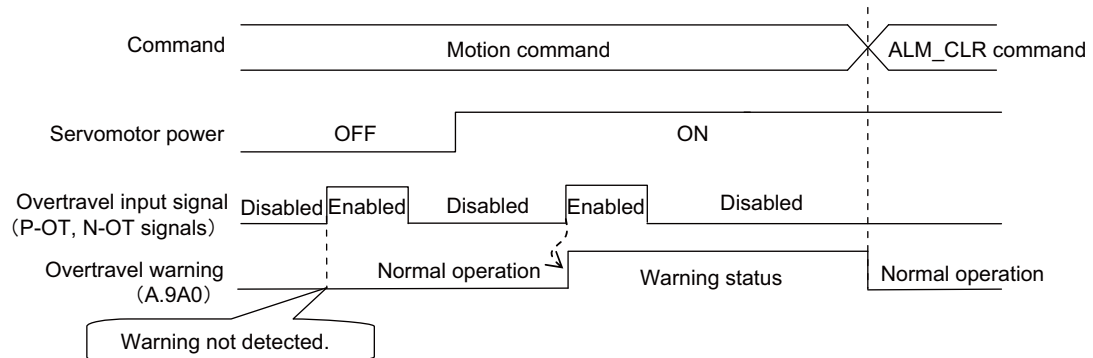 Command
Motion command
ALM_CLR command
Servomotor power
OFF
ON
Overtravel input signal
（P-OT, N-OT signals）
Disabled
Enabled
Disabled
Enabled
Disabled
Overtravel warning
（A.9A0）
Normal operation
Warning status
Normal operation
Warning not detected.